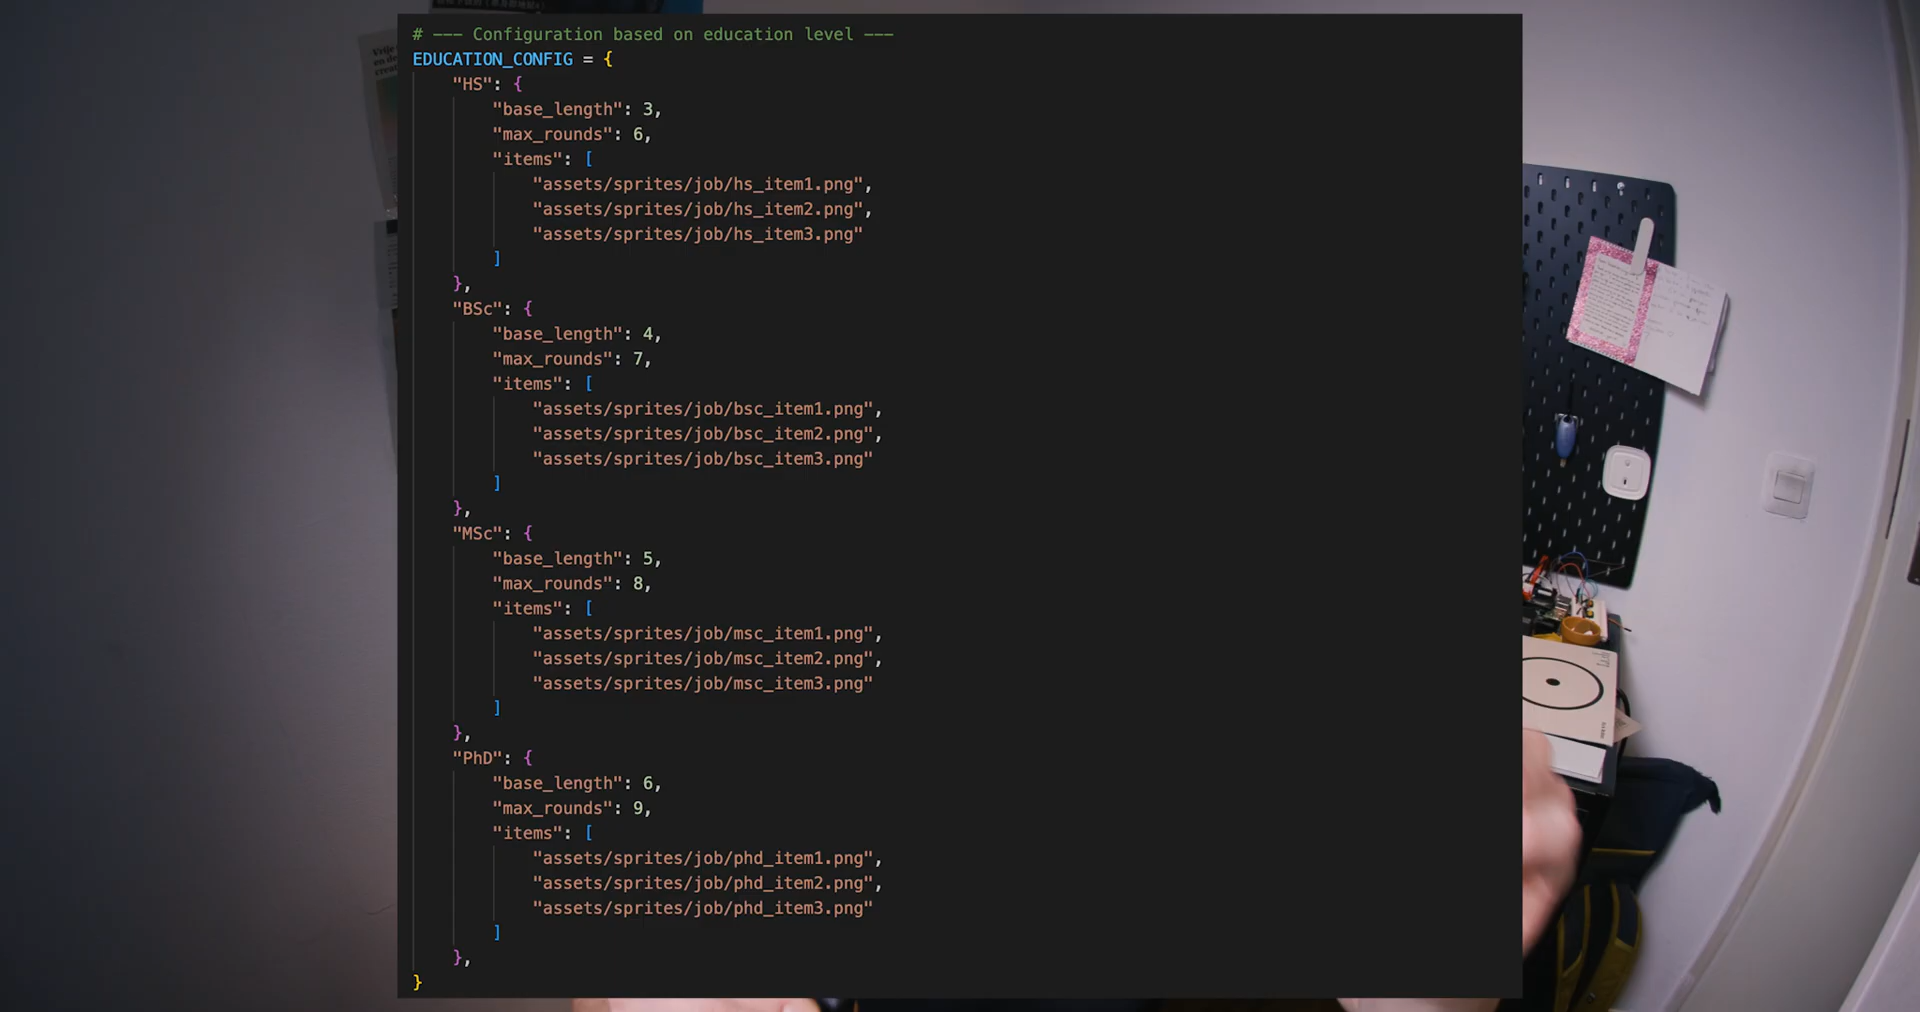 # --- Configuration based on education level ---
EDUCATION_CONFIG = {
"HS": {
"base_length": 3,
"max_rounds": 6,
"items": [
"assets/sprites/job/hs_item1.png",
"assets/sprites/job/hs_item2.png",
"assets/sprites/job/hs_item3.png"
]
},
"BSc": {
"base_length": 4,
"max_rounds": 7,
"items": [
"assets/sprites/job/bsc_item1.png",
"assets/sprites/job/bsc_item2.png",
"assets/sprites/job/bsc_item3.png"
]
},
"MSc": {
"base_length": 5,
"max_rounds": 8,
"items": [
"assets/sprites/job/msc_item1.png",
"assets/sprites/job/msc_item2.png",
"assets/sprites/job/msc_item3.png"
]
},
"PhD": {
"base_length": 6,
"max_rounds": 9,
"items": [
"assets/sprites/job/phd_item1.png",
"assets/sprites/job/phd_item2.png",
"assets/sprites/job/phd_item3.png"
]
},
}